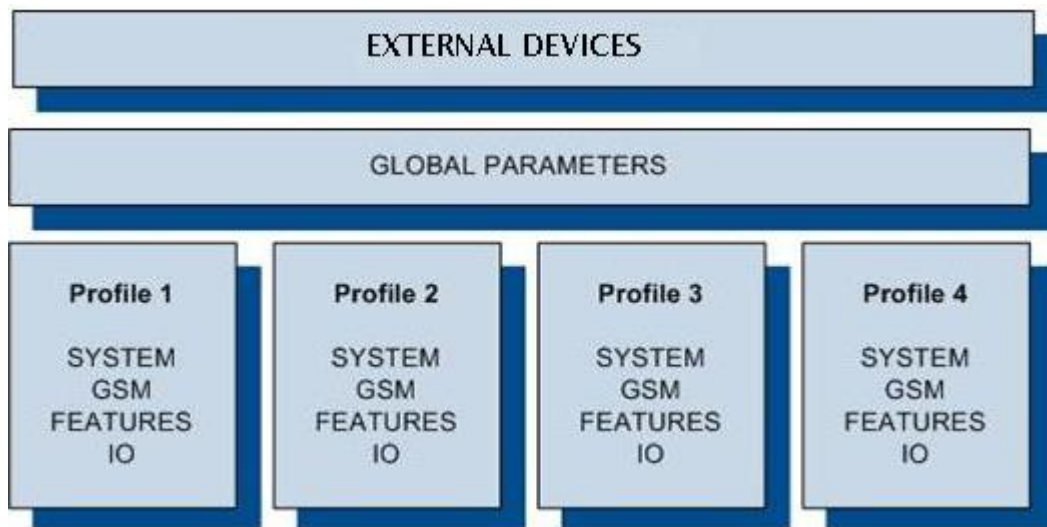 EXTERNAL DEVICES
GLOBAL PARAMETERS
Profile 1
SYSTEM
GSM
FEATURES
IO
Profile 2
SYSTEM
GSM
FEATURES
IO
Profile 3
SYSTEM
GSM
FEATURES
IO
Profile 4
SYSTEM
GSM
FEATURES
IO